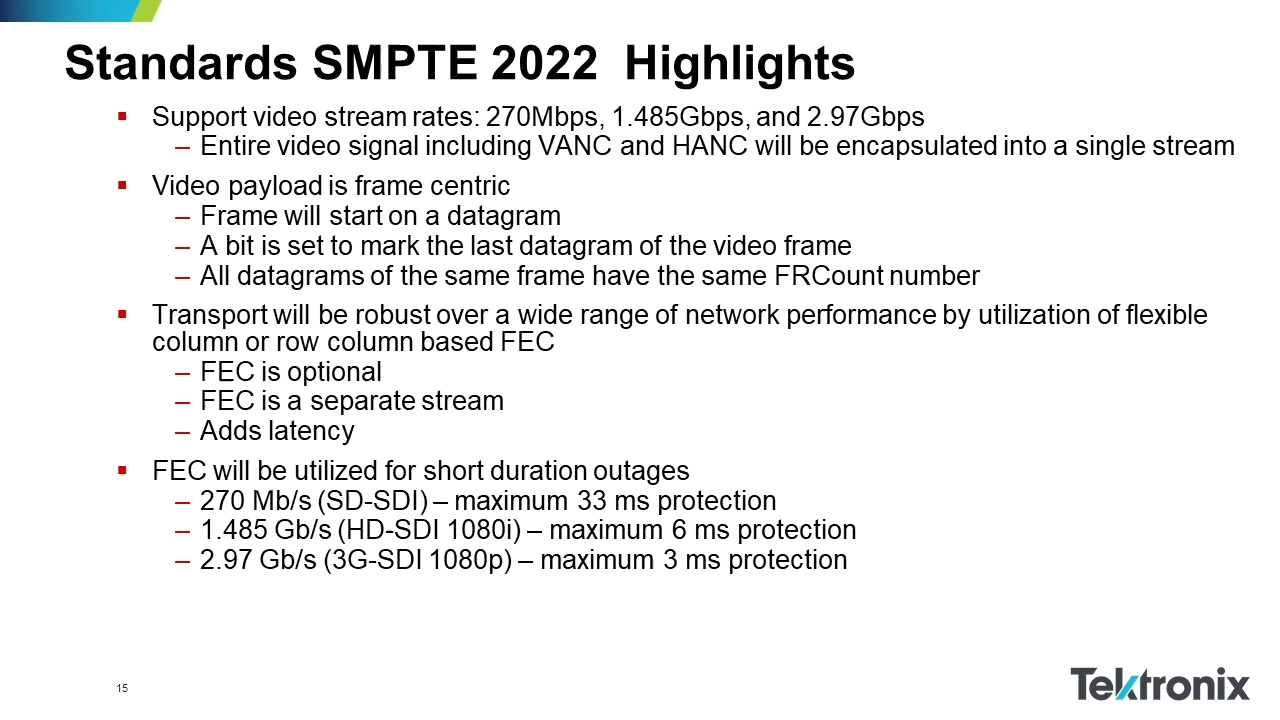 Standards SMPTE 2022  Highlights
▪ Support video stream rates: 270Mbps, 1.485Gbps, and 2.97Gbps
– Entire video signal including VANC and HANC will be encapsulated into a single stream
▪ Video payload is frame centric
– Frame will start on a datagram
– A bit is set to mark the last datagram of the video frame
– All datagrams of the same frame have the same FRCount number
▪ Transport will be robust over a wide range of network performance by utilization of flexible
column or row column based FEC
– FEC is optional
– FEC is a separate stream
– Adds latency
▪ FEC will be utilized for short duration outages
– 270 Mb/s (SD-SDI) – maximum 33 ms protection
– 1.485 Gb/s (HD-SDI 1080i) – maximum 6 ms protection
– 2.97 Gb/s (3G-SDI 1080p) – maximum 3 ms protection
15
Tektronix